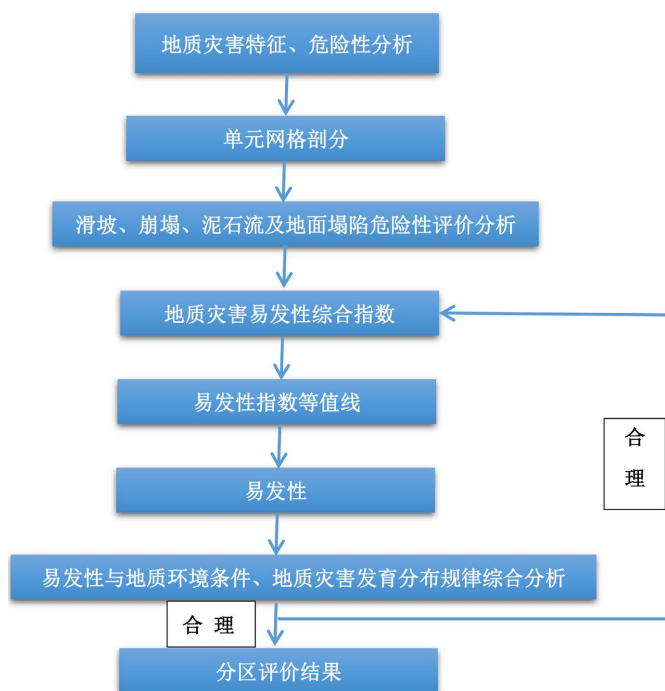 地质灾害特征、危险性分析
单元网格剖分
滑坡、崩塌、泥石流及地面塌陷危险性评价分析
地质灾害易发性综合指数
易发性指数等值线
合
理
易发性
易发性与地质环境条件、地质灾害发育分布规律综合分析
合 理
分区评价结果